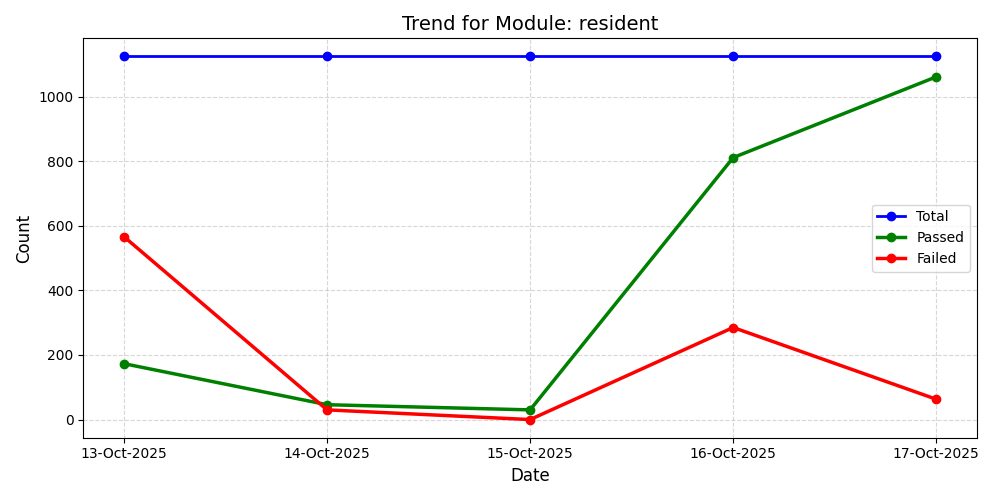 Trend for Module: resident
Count
1000
800
600
400
200
0
Total
Passed
Failed
13-Oct-2025
14-Oct-2025
15-Oct-2025
16-Oct-2025
17-Oct-2025
Date